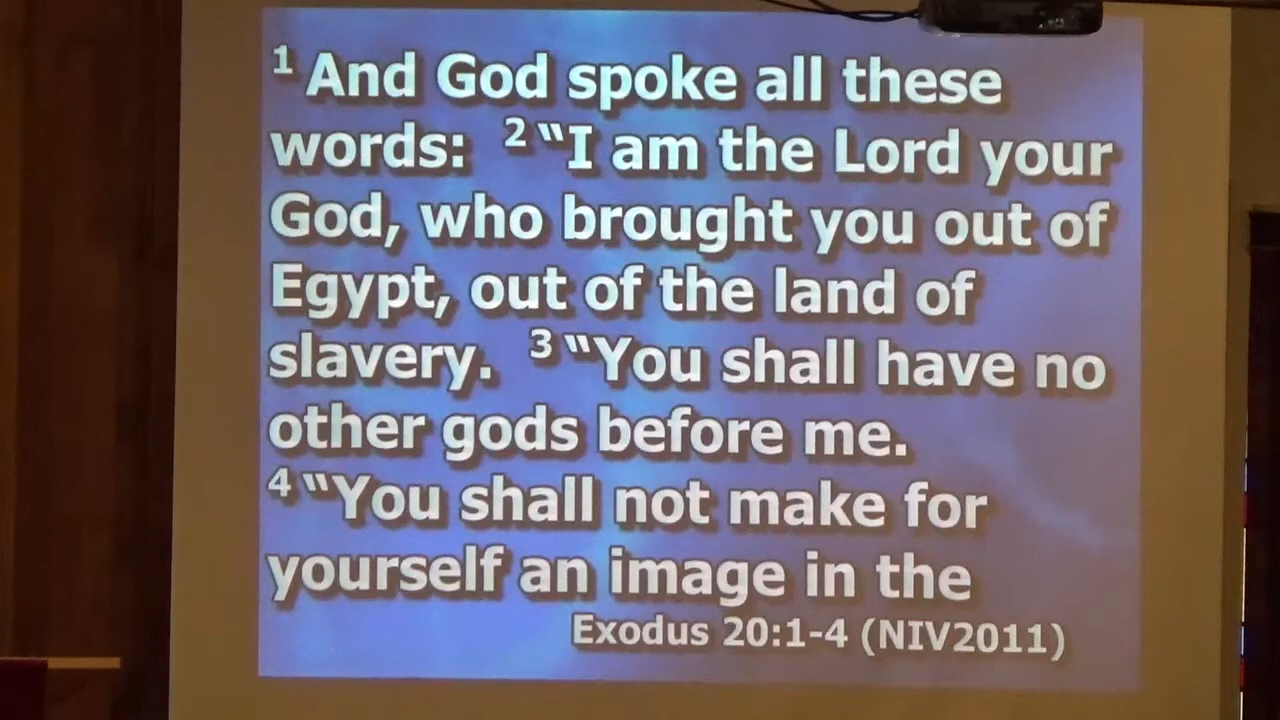 1 And God spoke all these
words: 2 "I am the Lord your
God, who brought you out of
Egypt, out of the land of
slavery. 3 "You shall have no
other gods before me.
4 "You shall not make for
yourself an image in the
Exodus 20:1-4 (NIV2011)